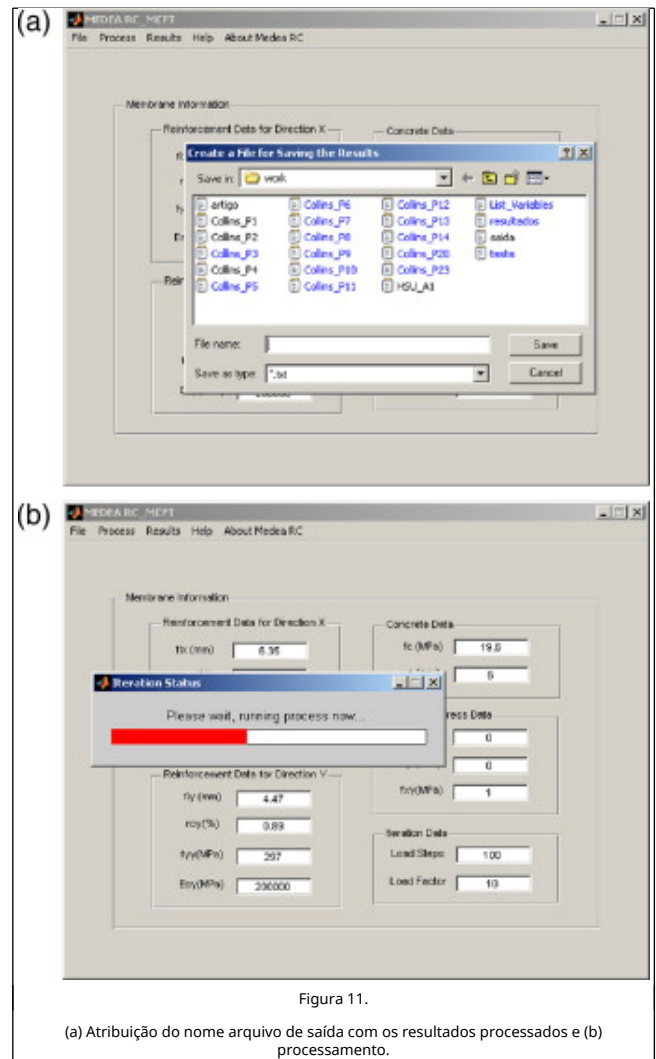 (a)
MEDEA RC_MCFT
File Process Results Help About Medea RC
Membrane Information
Reinforcement Data for Direction X
Concrete Data
Create a File for Saving the Results
Save in: work
artigo
Collins_P1
Collins_P2
Collins_P3
Collins_P4
Collins_P5
Collins_P6
Collins_P7
Collins_P8
Collins_P9
Collins_P10
Collins_P11
Collins_P12
Collins_P13
Collins_P14
Collins_P20
Collins_P23
HSU_A1
List_Variables
resultados
saida
teste
File name:
Save
Save as type: *.txt
Cancel
(b)
MEDEA RC_MCFT
File Process Results Help About Medea RC
Membrane Information
Reinforcement Data for Direction X
fix (mm) 6.35
Concrete Data
fc (MPa) 19.0
6
Iteration Status
Please wait, running process now...
ress Data
0
0
fxy(MPa) 1
Reinforcement Data for Direction Y
fiy (mm) 4.47
roy(%) 0.89
fyy(MPa) 297
Esy(MPa) 200000
Iteration Data
Load Steps 100
Load Factor 10
Figura 11.
(a) Atribuição do nome arquivo de saída com os resultados processados e (b)
processamento.